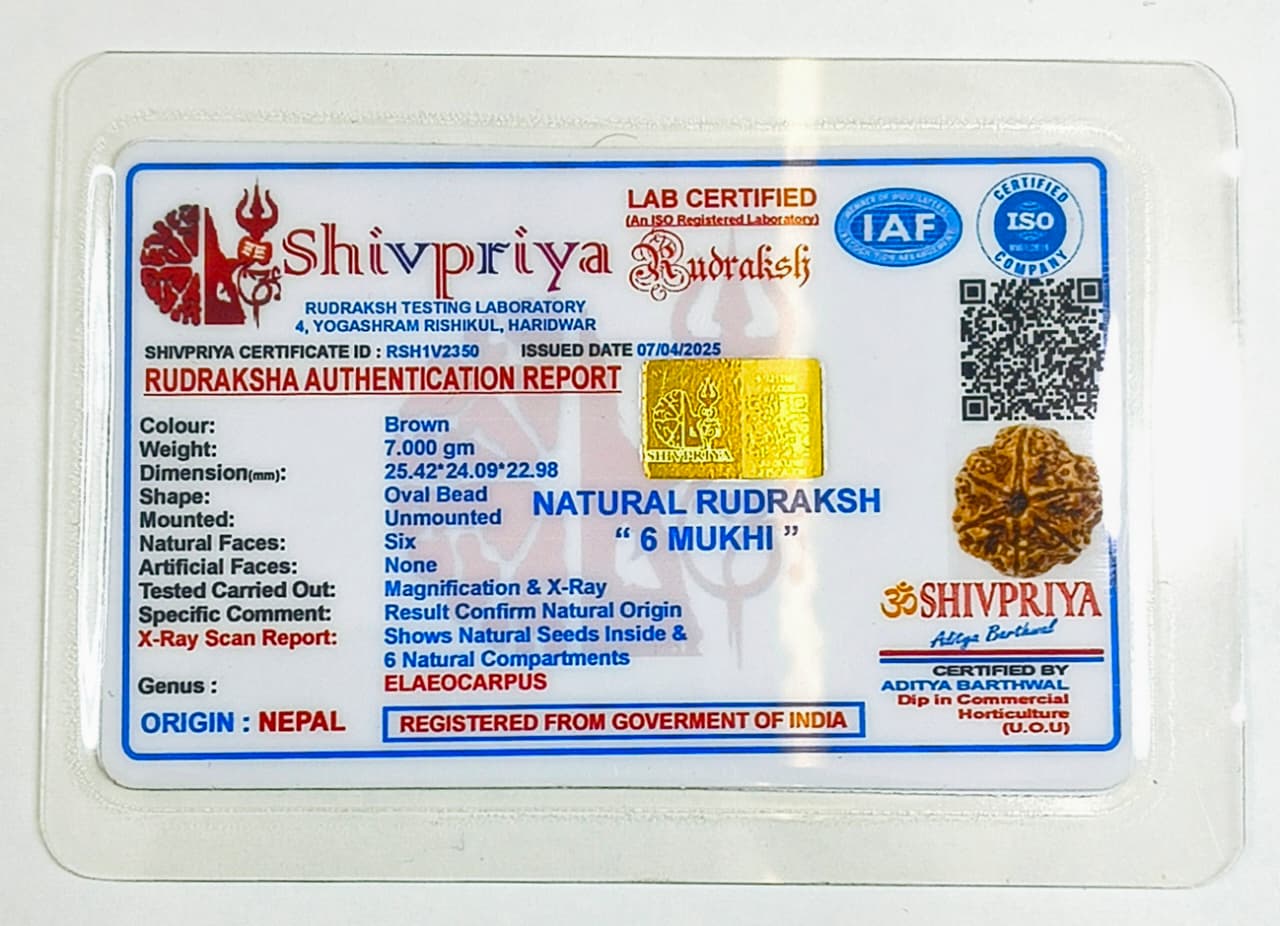 Shivpriya
RUDRAKSH TESTING LABORATORY
4, YOGASHRAM RISHIKUL, HARIDWAR
LAB CERTIFIED
(An ISO Registered Laboratory)
Rudraksh
IAF
CERTIFIED
ISO
COMPANY
SHIVPRIYA CERTIFICATE ID : RSH1V2350 ISSUED DATE 07/04/2025
RUDRAKSHA AUTHENTICATION REPORT
SHIVPRIYA
Colour: Brown
Weight: 7.000 gm
Dimension(mm): 25.42*24.09*22.98
Shape: Oval Bead
Mounted: Unmounted
Natural Faces: Six
Artificial Faces: None
Tested Carried Out: Magnification & X-Ray
Specific Comment: Result Confirm Natural Origin
X-Ray Scan Report: Shows Natural Seeds Inside &
6 Natural Compartments
Genus : ELAEOCARPUS
ORIGIN : NEPAL
REGISTERED FROM GOVERMENT OF INDIA
NATURAL RUDRAKSH
“ 6 MUKHI ”
ॐ SHIVPRIYA
Aditya Barthwal
CERTIFIED BY
ADITYA BARTHWAL
Dip in Commercial
Horticulture
(U.O.U)